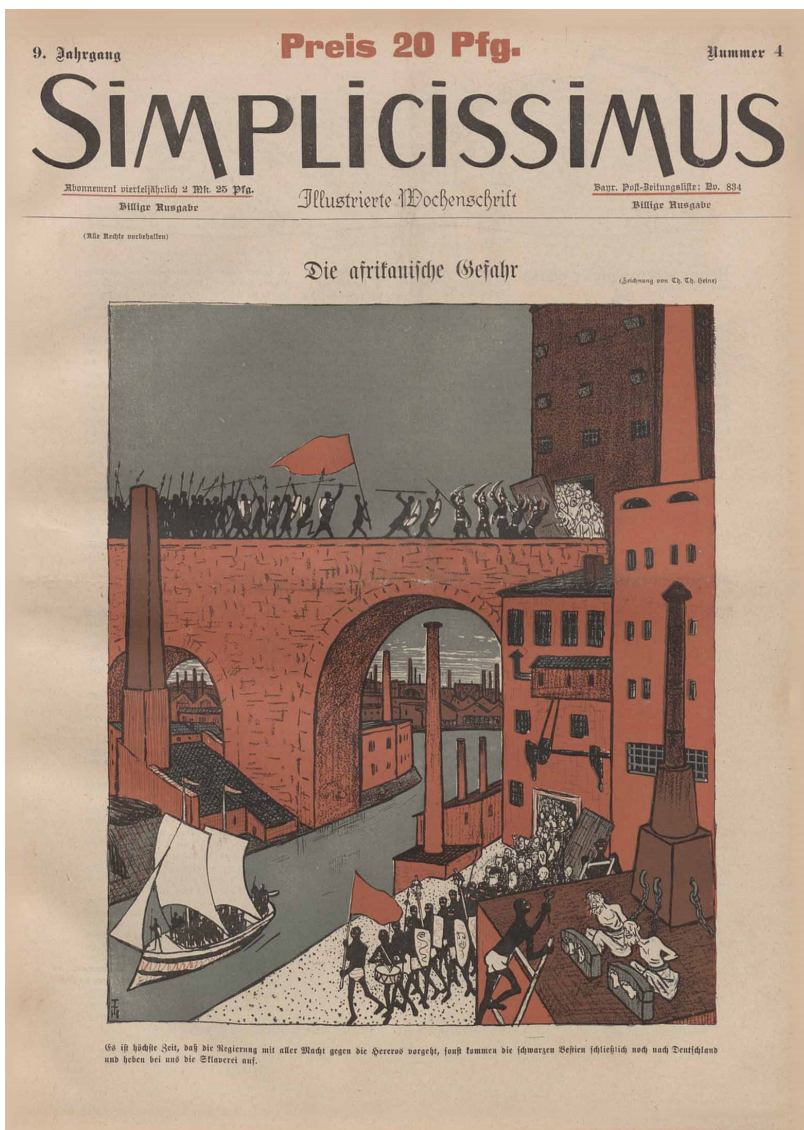 9. Jahrgang
Preis 20 Pfg.
Nummer 4
SiMPLiCiSSiMUS
Abonnement vierteljährlich 2 Mk. 25 Pfg.
Billige Ausgabe
Illustrierte Wochenschrift
Bayr. Post-Zeitungsliste: No. 834
Billige Ausgabe
(Alle Rechte vorbehalten)
Die afrikanische Gefahr
(Zeichnung von Th. Th. Heine)
Es ist höchste Zeit, daß die Regierung mit aller Macht gegen die Hereros vorgeht, sonst kommen die schwarzen Bestien schließlich noch nach Deutschland
und heben bei uns die Sklaverei auf.